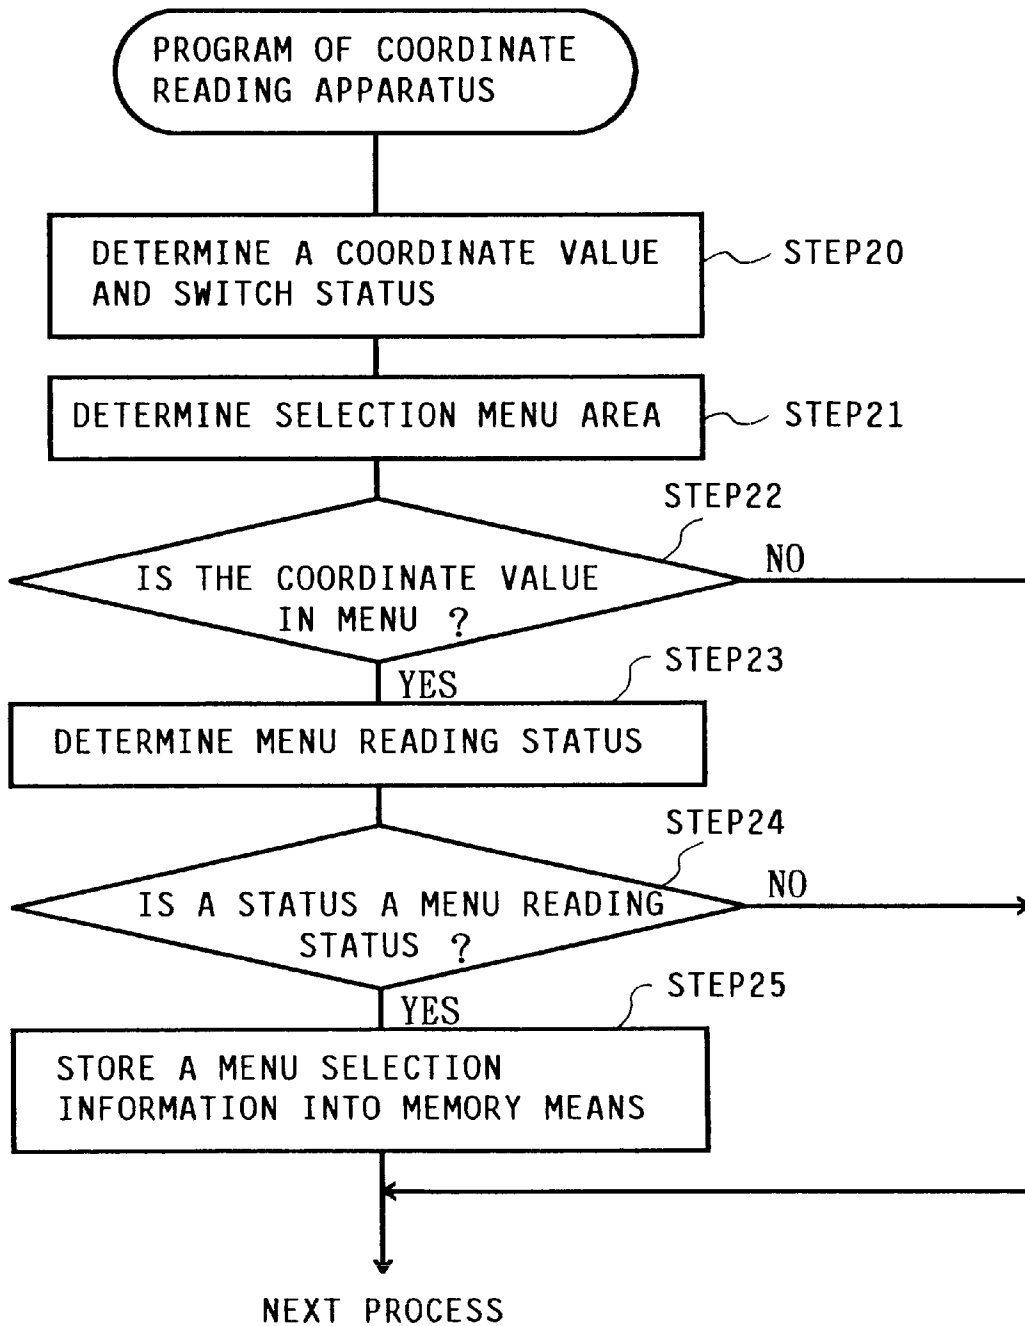 PROGRAM OF COORDINATE
READING APPARATUS
DETERMINE A COORDINATE VALUE
AND SWITCH STATUS
STEP20
DETERMINE SELECTION MENU AREA
STEP21
STEP22
NO
IS THE COORDINATE VALUE
IN MENU ?
STEP23
YES
DETERMINE MENU READING STATUS
STEP24
NO
IS A STATUS A MENU READING
STATUS ?
STEP25
YES
STORE A MENU SELECTION
INFORMATION INTO MEMORY MEANS
NEXT PROCESS